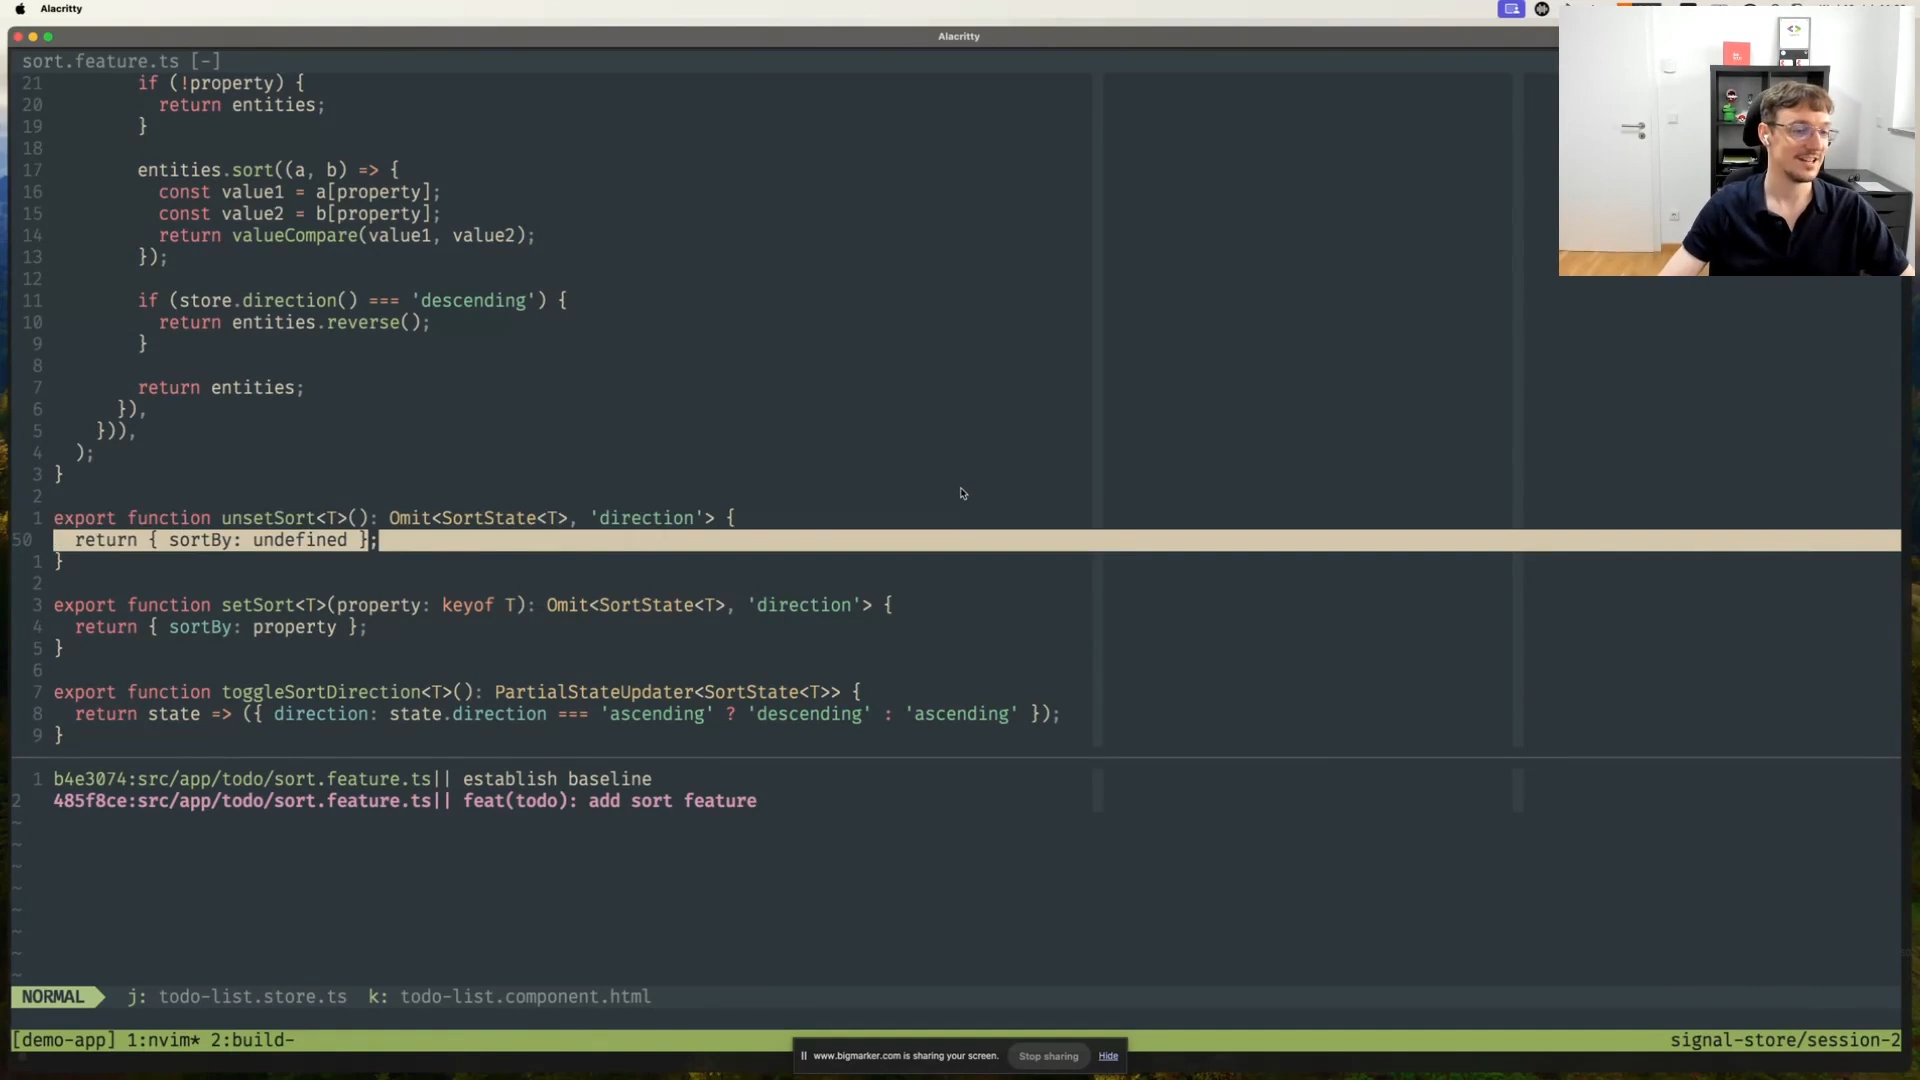 Alacritty
Alacritty
sort.feature.ts [-]
21 if (!property) {
20 return entities;
19 }
18
17 entities.sort((a, b) => {
16 const value1 = a[property];
15 const value2 = b[property];
14 return valueCompare(value1, value2);
13 });
12
11 if (store.direction() === 'descending') {
10 return entities.reverse();
9 }
8
7 return entities;
6 }),
5 })),
4 );
3 }
2
1 export function unsetSort<T>(): Omit<SortState<T>, 'direction'> {
50 return { sortBy: undefined };
1 }
2
3 export function setSort<T>(property: keyof T): Omit<SortState<T>, 'direction'> {
4 return { sortBy: property };
5 }
6
7 export function toggleSortDirection<T>(): PartialStateUpdater<SortState<T>> {
8 return state => ({ direction: state.direction === 'ascending' ? 'descending' : 'ascending' });
9 }
1 b4e3074:src/app/todo/sort.feature.ts|| establish baseline
2 485f8ce:src/app/todo/sort.feature.ts|| feat(todo): add sort feature
~
~
~
~
~
~
~
~
NORMAL j: todo-list.store.ts k: todo-list.component.html
[demo-app] 1:nvim* 2:build- signal-store/session-2
www.bigmarker.com is sharing your screen. Stop sharing Hide